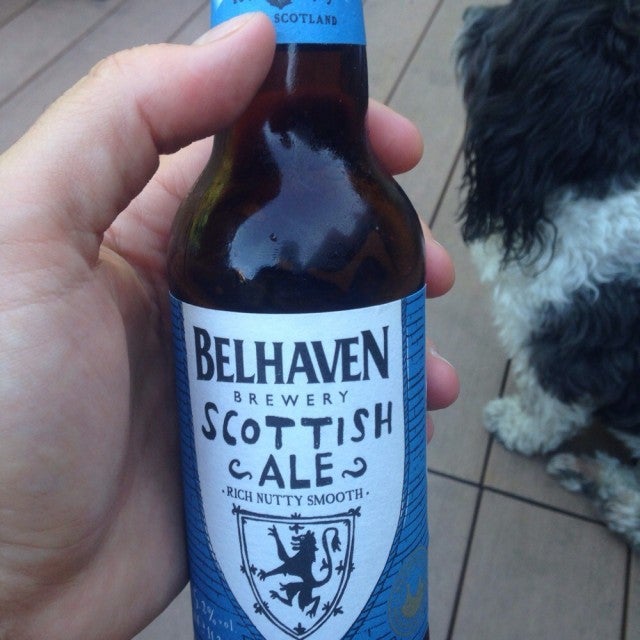 SCOTLAND
BELHAVEN
BREWERY
SCOTTISH
ALE
·RICH NUTTY SMOOTH·